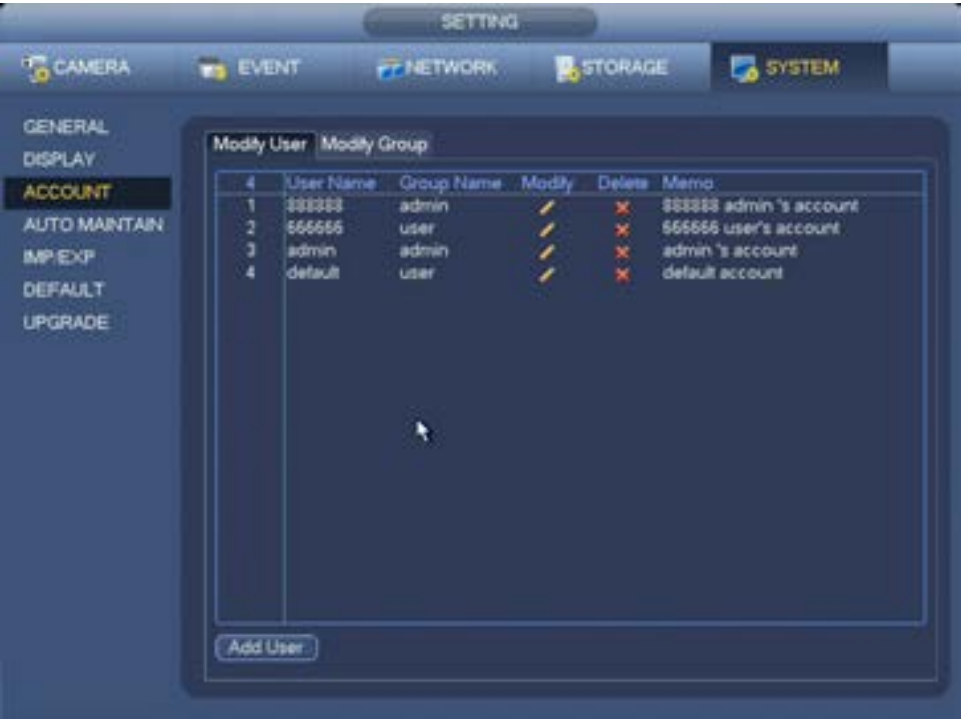 SETTING
CAMERA EVENT NETWORK STORAGE SYSTEM
GENERAL
DISPLAY
ACCOUNT
AUTO MAINTAIN
IMP/EXP
DEFAULT
UPGRADE
Modify User Modify Group
4 User Name Group Name Modify Delete Memo
1 888888 admin 888888 admin 's account
2 666666 user 666666 user's account
3 admin admin admin 's account
4 default user default account
Add User